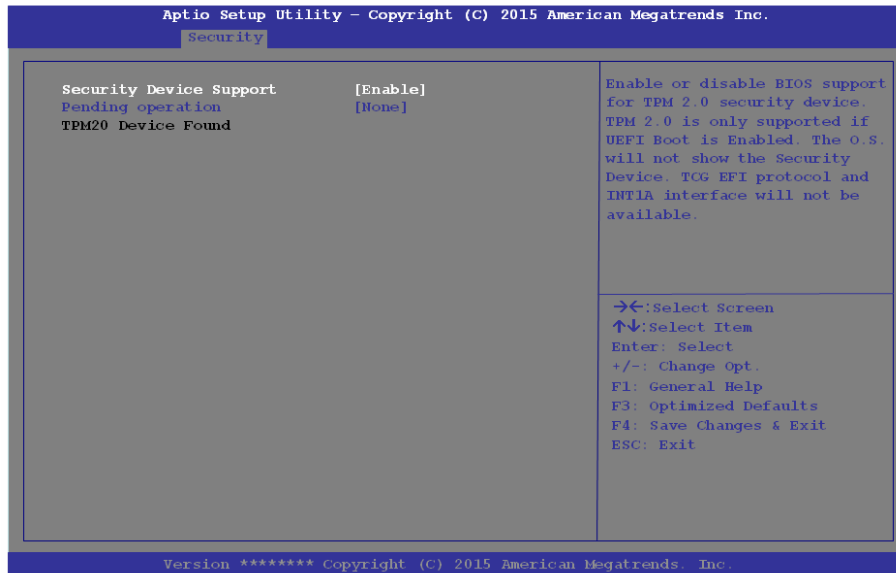 Aptio Setup Utility – Copyright (C) 2015 American Megatrends Inc.
Security
Security Device Support [Enable]
Pending operation [None]
TPM20 Device Found
Enable or disable BIOS support
for TPM 2.0 security device.
TPM 2.0 is only supported if
UEFI Boot is Enabled. The O.S.
will not show the Security
Device. TCG EFI protocol and
INT1A interface will not be
available.
→←:Select Screen
↑↓:Select Item
Enter: Select
+/-: Change Opt.
F1: General Help
F3: Optimized Defaults
F4: Save Changes & Exit
ESC: Exit
Version ******** Copyright (C) 2015 American Megatrends. Inc.